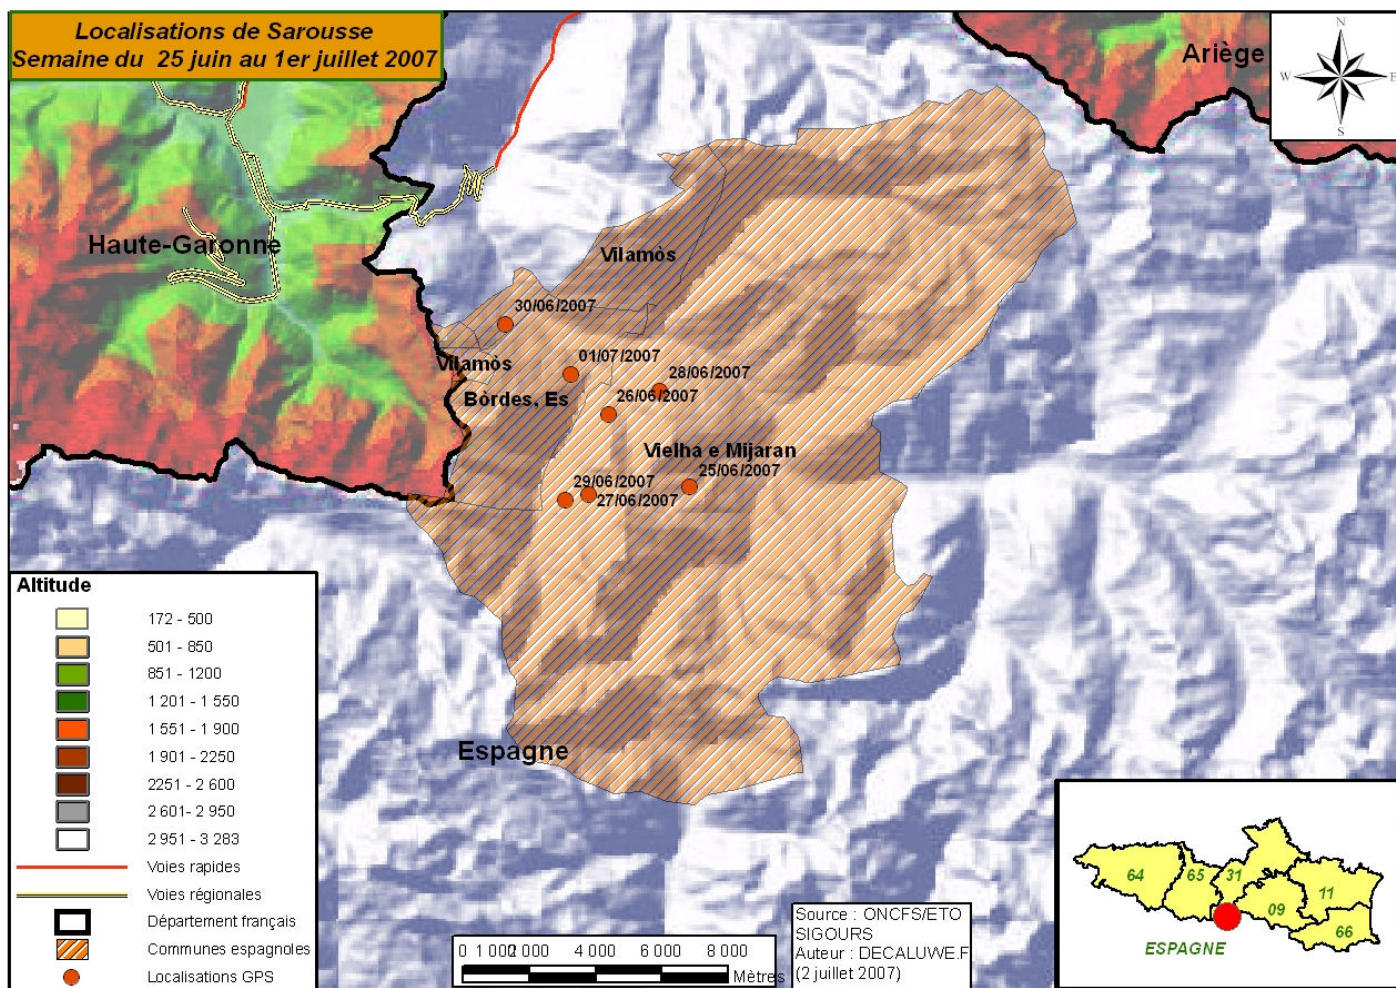 Localisations de Sarousse
Semaine du 25 juin au 1er juillet 2007
Ariège
N
W
E
S
Haute-Garonne
Vilamòs
30/06/2007
01/07/2007
Vilamòs
28/06/2007
Bòrdes, Es
26/06/2007
Vielha e Mijaran
25/06/2007
29/06/2007
27/06/2007
Espagne
Altitude
172 - 500
501 - 850
851 - 1200
1 201 - 1 550
1 551 - 1 900
1 901 - 2250
2251 - 2 600
2 601- 2 950
2 951 - 3 283
Voies rapides
Voies régionales
Département français
Communes espagnoles
Localisations GPS
0 1 000 2 000 4 000 6 000 8 000
Mètres
Source : ONCFS/ETO
SIGOURS
Auteur : DECALUWE.F
(2 juillet 2007)
64
65
31
09
11
66
ESPAGNE